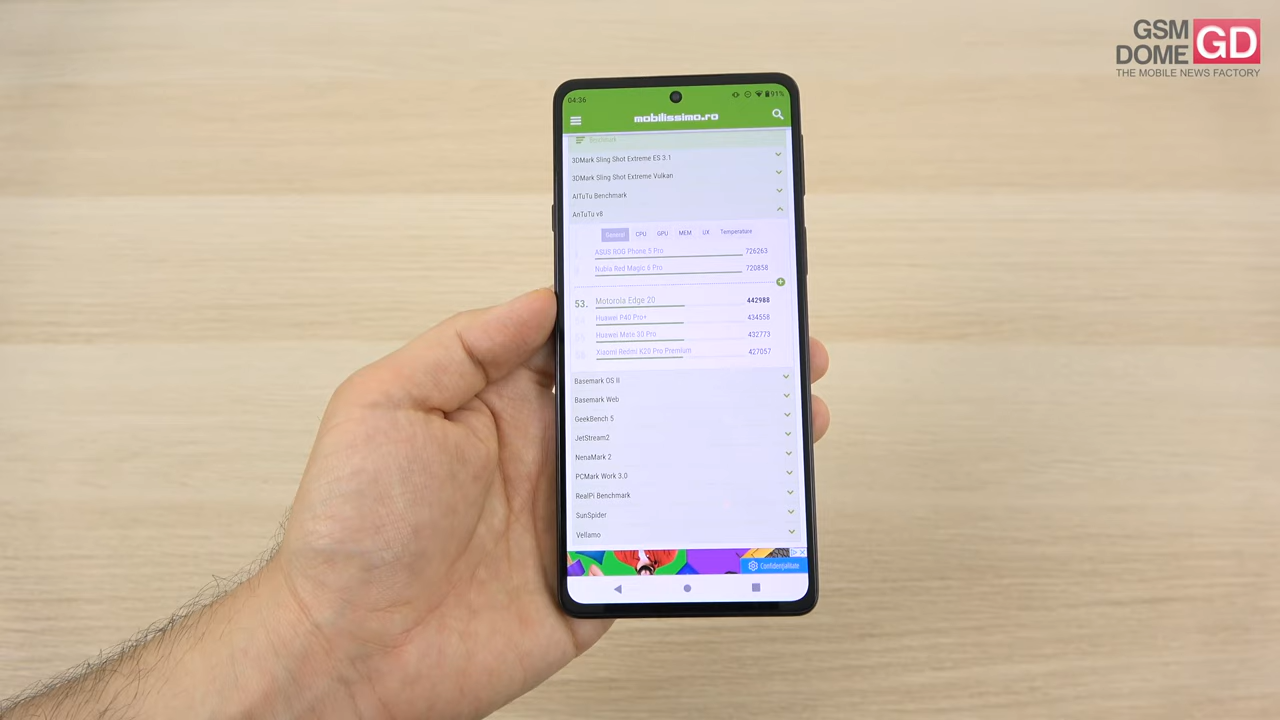 GSM
DOME GD
THE MOBILE NEWS FACTORY
04:36 91%
mobilissimo.ro
Benchmark
3DMark Sling Shot Extreme ES 3.1
3DMark Sling Shot Extreme Vulkan
AITuTu Benchmark
AnTuTu v8
General CPU GPU MEM UX Temperature
ASUS ROG Phone 5 Pro 726263
Nubia Red Magic 6 Pro 720858
53. Motorola Edge 20 442988
Huawei P40 Pro+ 434558
Huawei Mate 30 Pro 432773
Xiaomi Redmi K20 Pro Premium 427057
Basemark OS II
Basemark Web
GeekBench 5
JetStream2
NenaMark 2
PCMark Work 3.0
RealPi Benchmark
SunSpider
Vellamo
Confidențialitate